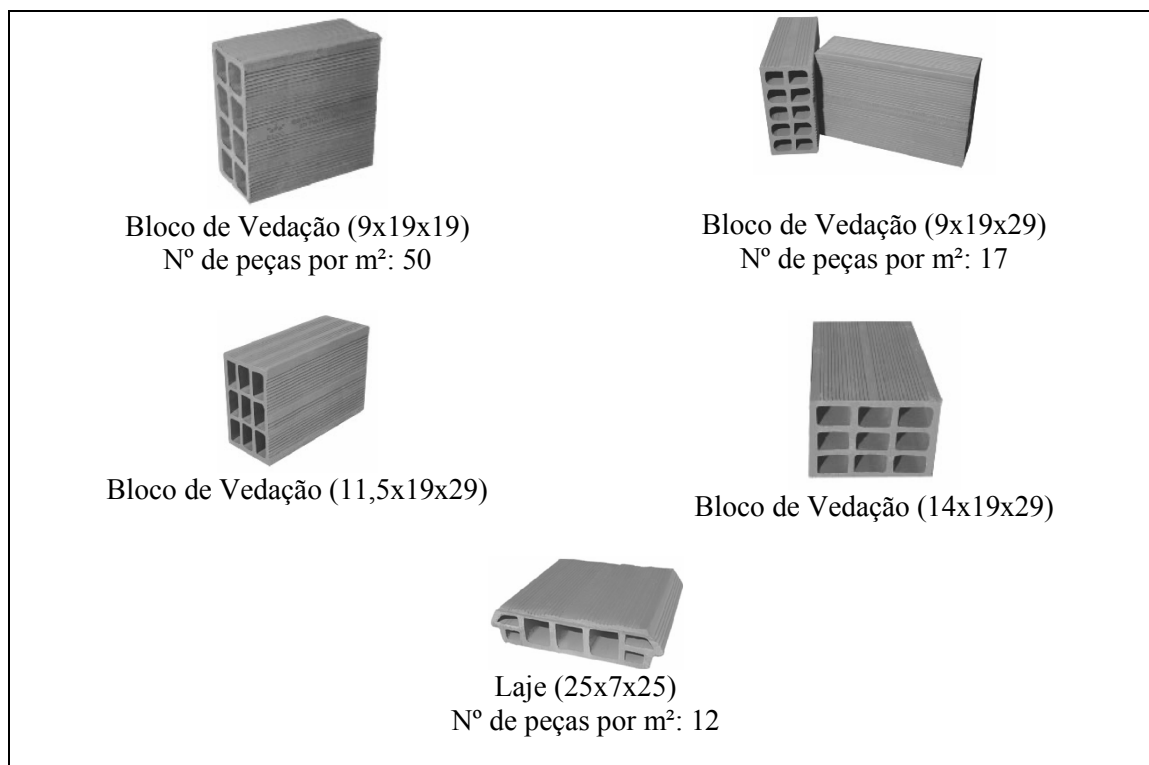 Bloco de Vedação (9x19x19)
Nº de peças por m²: 50
Bloco de Vedação (9x19x29)
Nº de peças por m²: 17
Bloco de Vedação (11,5x19x29)
Bloco de Vedação (14x19x29)
Laje (25x7x25)
Nº de peças por m²: 12